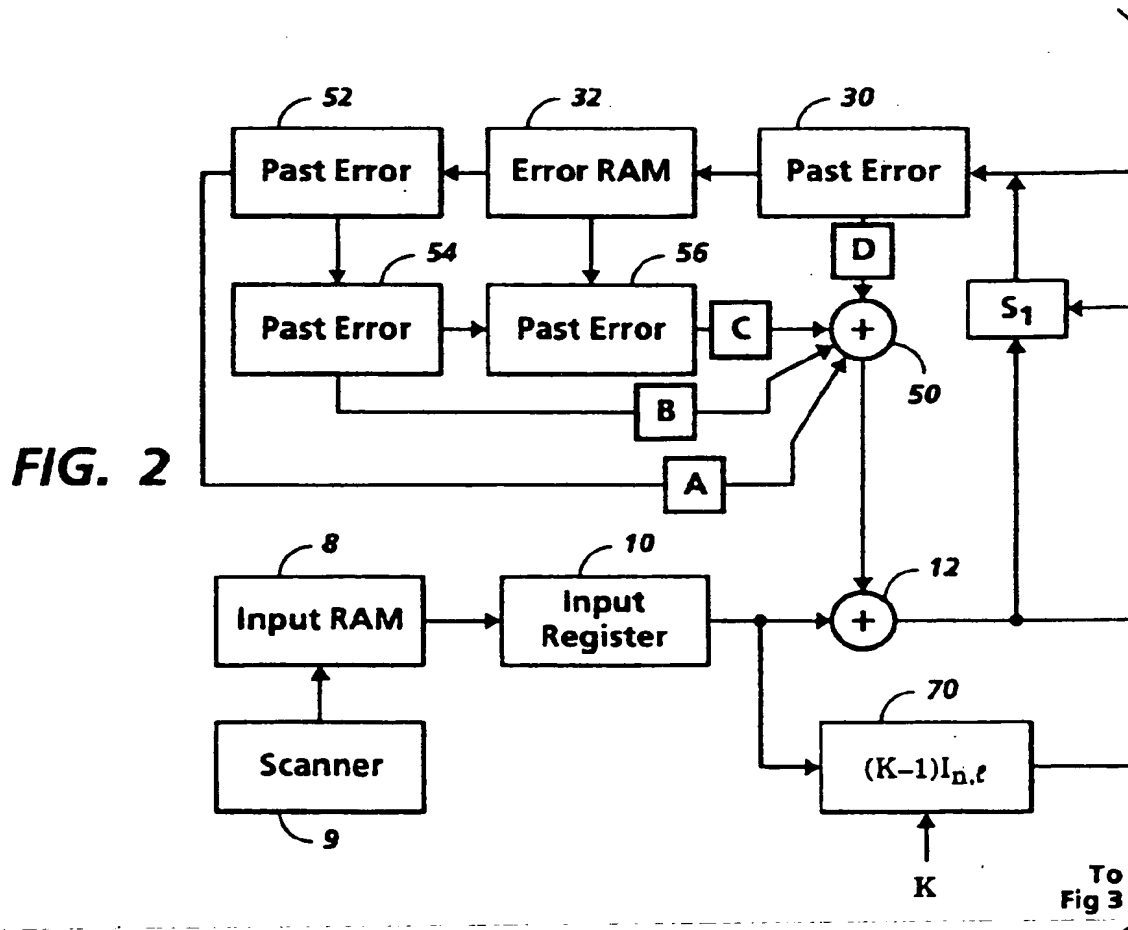 52
32
30
Past Error
Error RAM
Past Error
D
54
56
S1
Past Error
Past Error
C
+
50
B
FIG. 2
A
8
10
12
Input RAM
Input
Register
+
70
Scanner
(K–1)In,ℓ
9
K
To
Fig 3